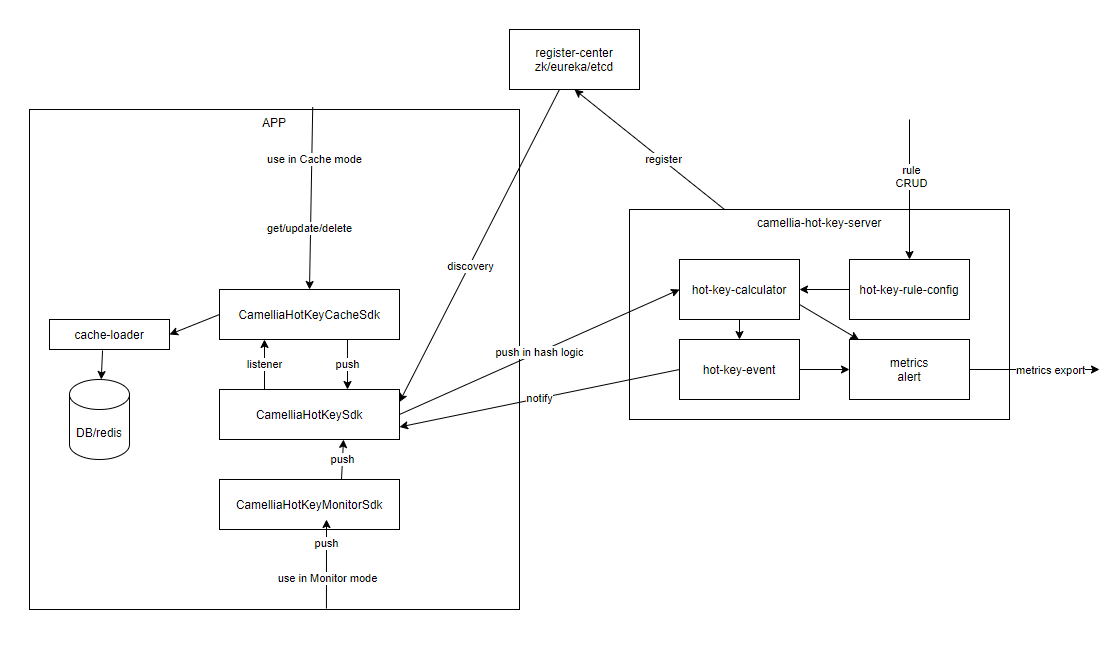 register-center
zk/eureka/etcd
APP
use in Cache mode
register
rule
CRUD
get/update/delete
camellia-hot-key-server
discovery
hot-key-calculator
hot-key-rule-config
CamelliaHotKeyCacheSdk
cache-loader
listener
push
push in hash logic
hot-key-event
metrics
alert
metrics export
notify
CamelliaHotKeySdk
DB/redis
push
CamelliaHotKeyMonitorSdk
push
use in Monitor mode